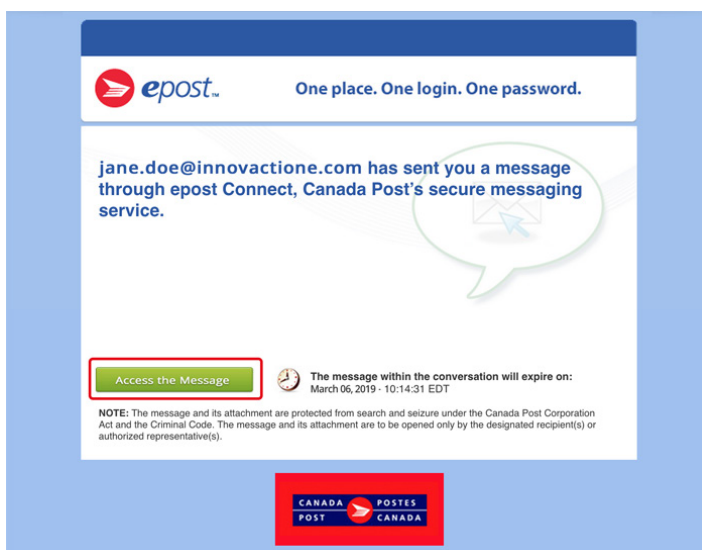 epost™
One place. One login. One password.
jane.doe@innovactione.com has sent you a message
through epost Connect, Canada Post's secure messaging
service.
Access the Message
The message within the conversation will expire on:
March 06, 2019 - 10:14:31 EDT
NOTE: The message and its attachment are protected from search and seizure under the Canada Post Corporation
Act and the Criminal Code. The message and its attachment are to be opened only by the designated recipient(s) or
authorized representative(s).
CANADA POSTES
POST CANADA